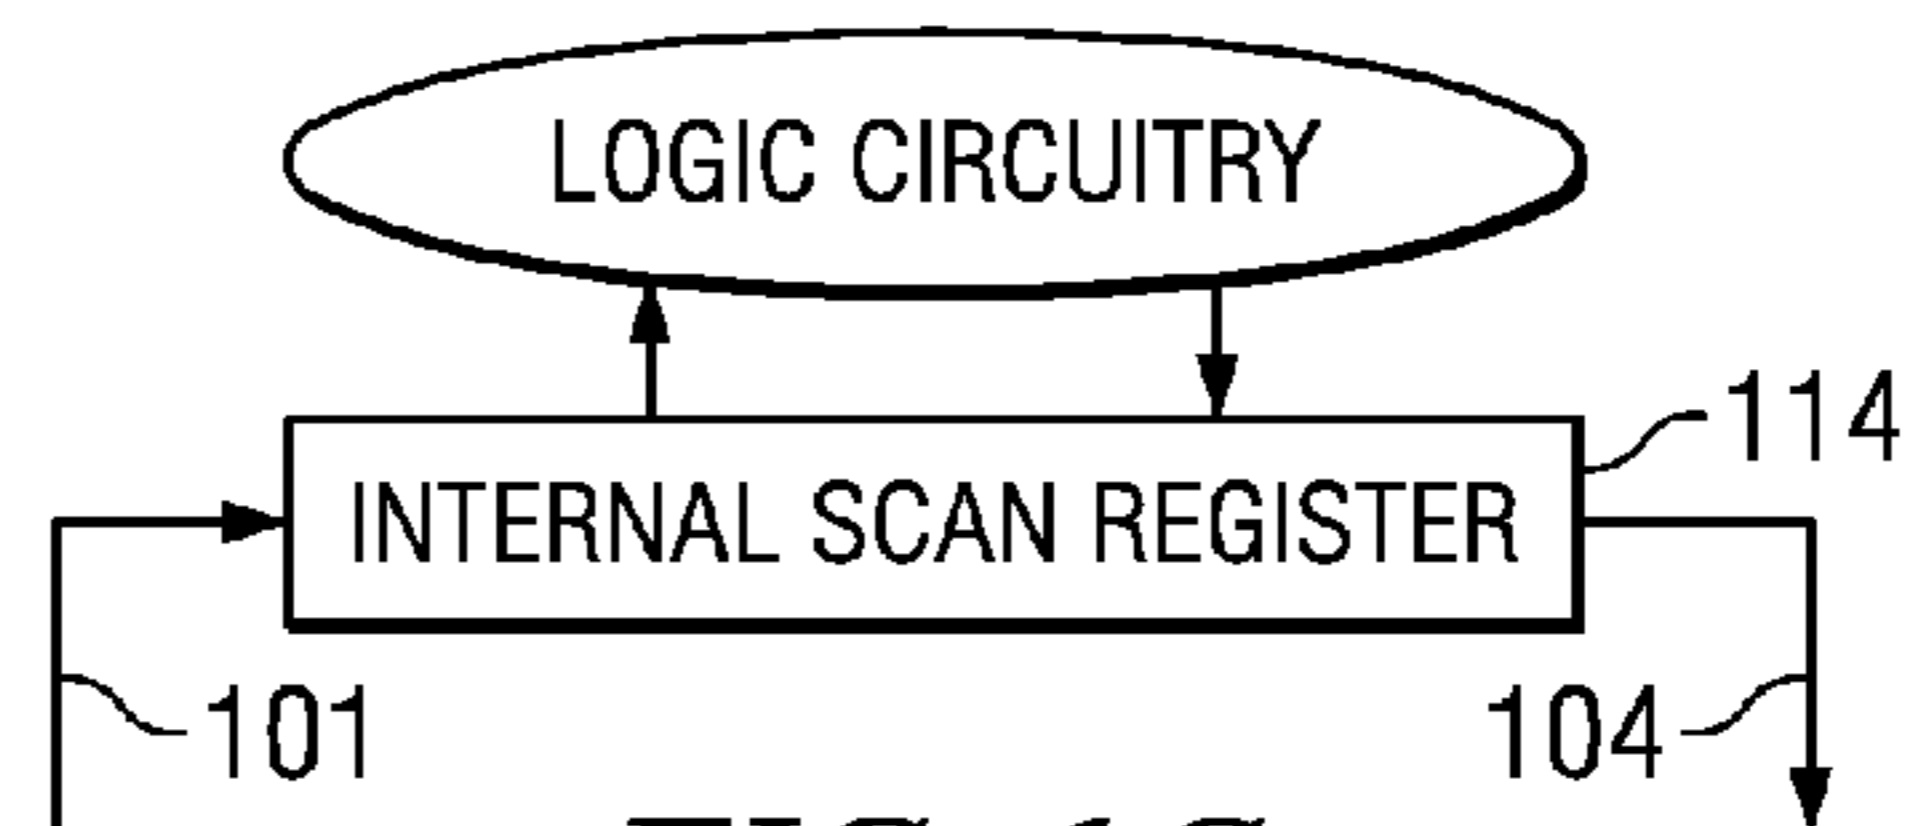 LOGIC CIRCUITRY
114
INTERNAL SCAN REGISTER
101
104